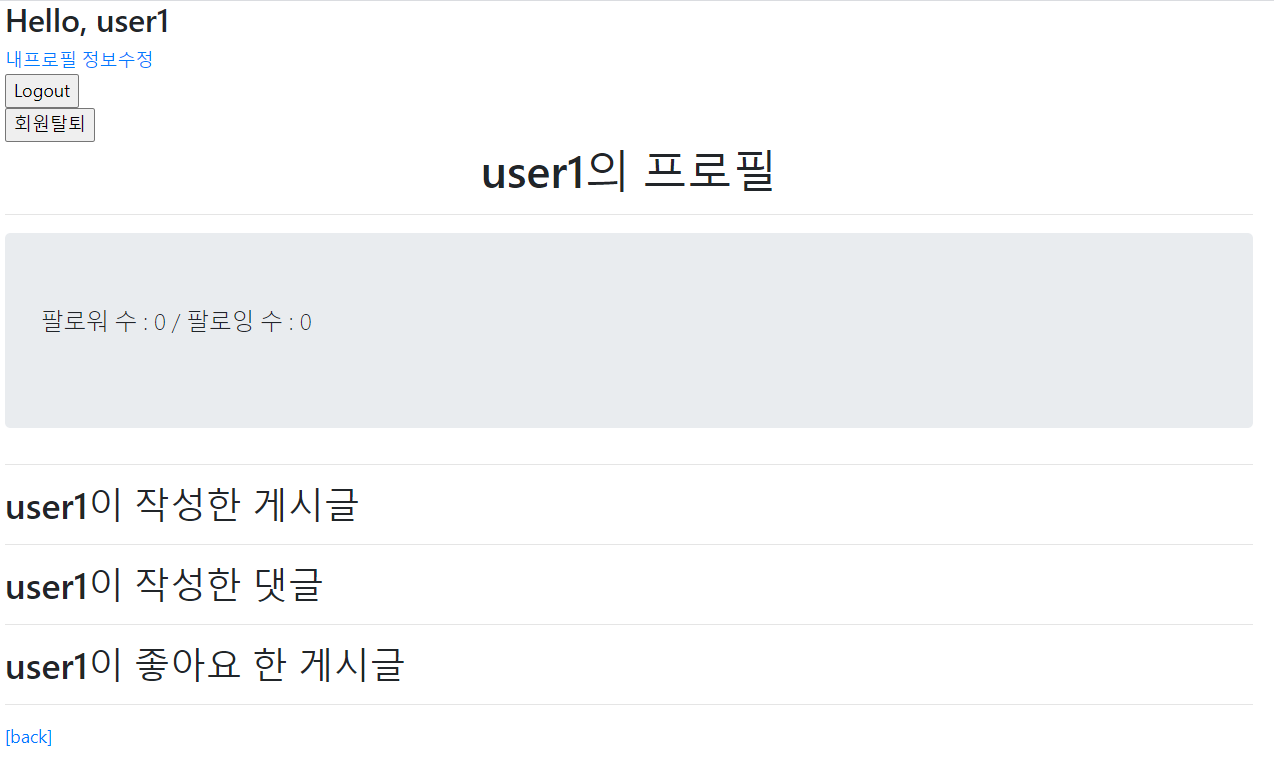 Hello, user1
내프로필 정보수정
Logout
회원탈퇴
user1의 프로필
팔로워 수 : 0 / 팔로잉 수 : 0
user1이 작성한 게시글
user1이 작성한 댓글
user1이 좋아요 한 게시글
[back]